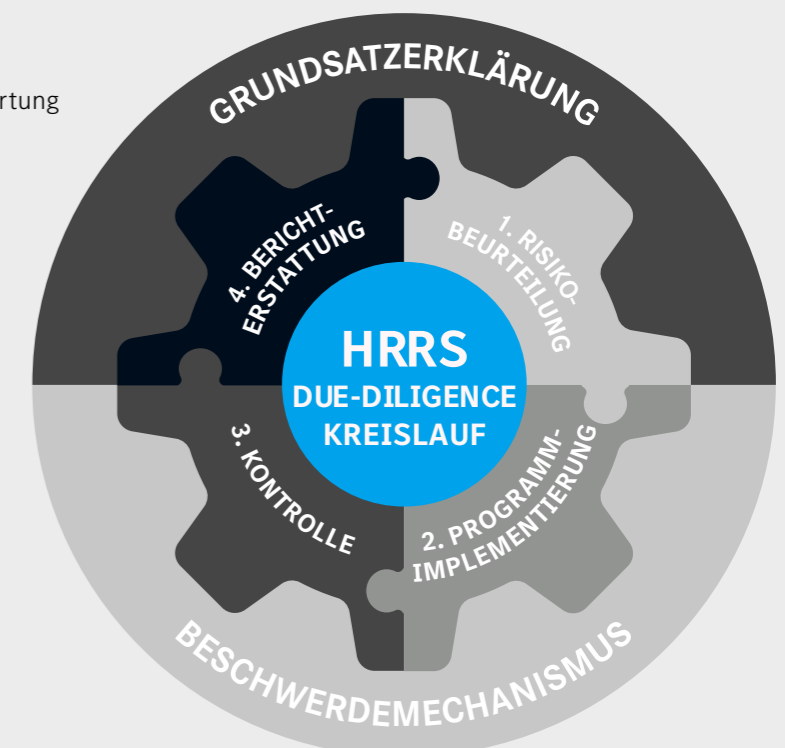 rtung
GRUNDSATZERKLÄRUNG
1. RISIKO-
BEURTEILUNG
2. PROGRAMM-
IMPLEMENTIERUNG
3. KONTROLLE
4. BERICHT-
ERSTATTUNG
HRRS
DUE-DILIGENCE
KREISLAUF
BESCHWERDEMECHANISMUS